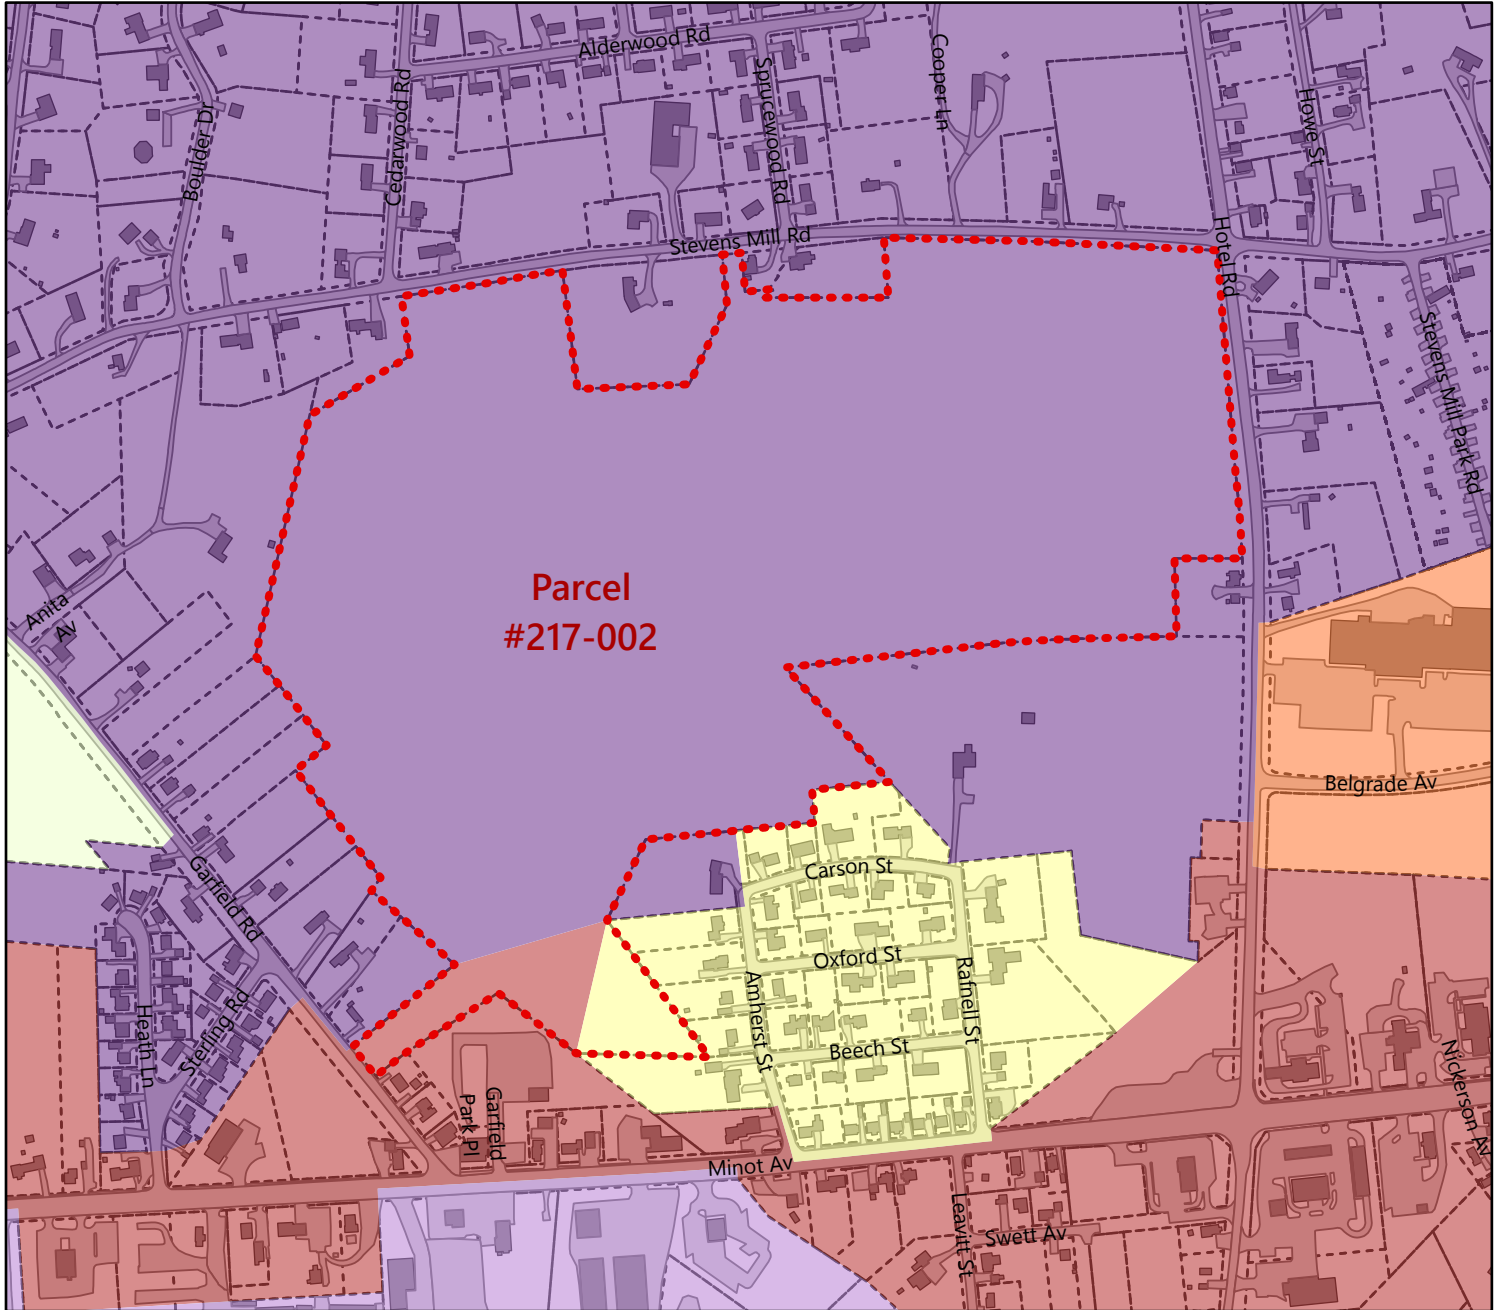 Alderwood Rd
Cooper Ln
Sprucewood Rd
Cedarwood Rd
Boulder Dr
Howe St
Stevens Mill Rd
Hotel Rd
Stevens Mill Park Rd
Parcel
#217-002
Anita
Av
Belgrade Av
Garfield Rd
Carson St
Oxford St
Rafnell St
Amherst St
Beech St
Heath Ln
Sterling Rd
Nickerson Av
Garfield
Park Pl
Minot Av
Leavitt St
Swett Av